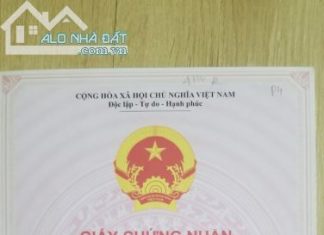 ALO NHÀ ĐẤT
.com.vn
CỘNG HÒA XÃ HỘI CHỦ NGHĨA VIỆT NAM
Độc lập - Tự do - Hạnh phúc
GIẤY CHỨNG NHẬN